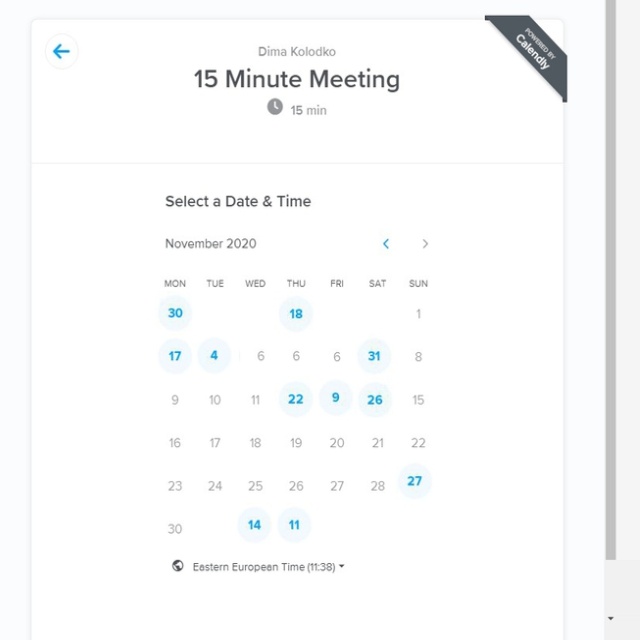 POWERED BY
Calendly
Dima Kolodko
15 Minute Meeting
15 min
Select a Date & Time
November 2020
MON TUE WED THU FRI SAT SUN
30 18 1
17 4 6 6 6 31 8
9 10 11 22 9 26 15
16 17 18 19 20 21 22
23 24 25 26 27 28 27
30 14 11
Eastern European Time (11:38)